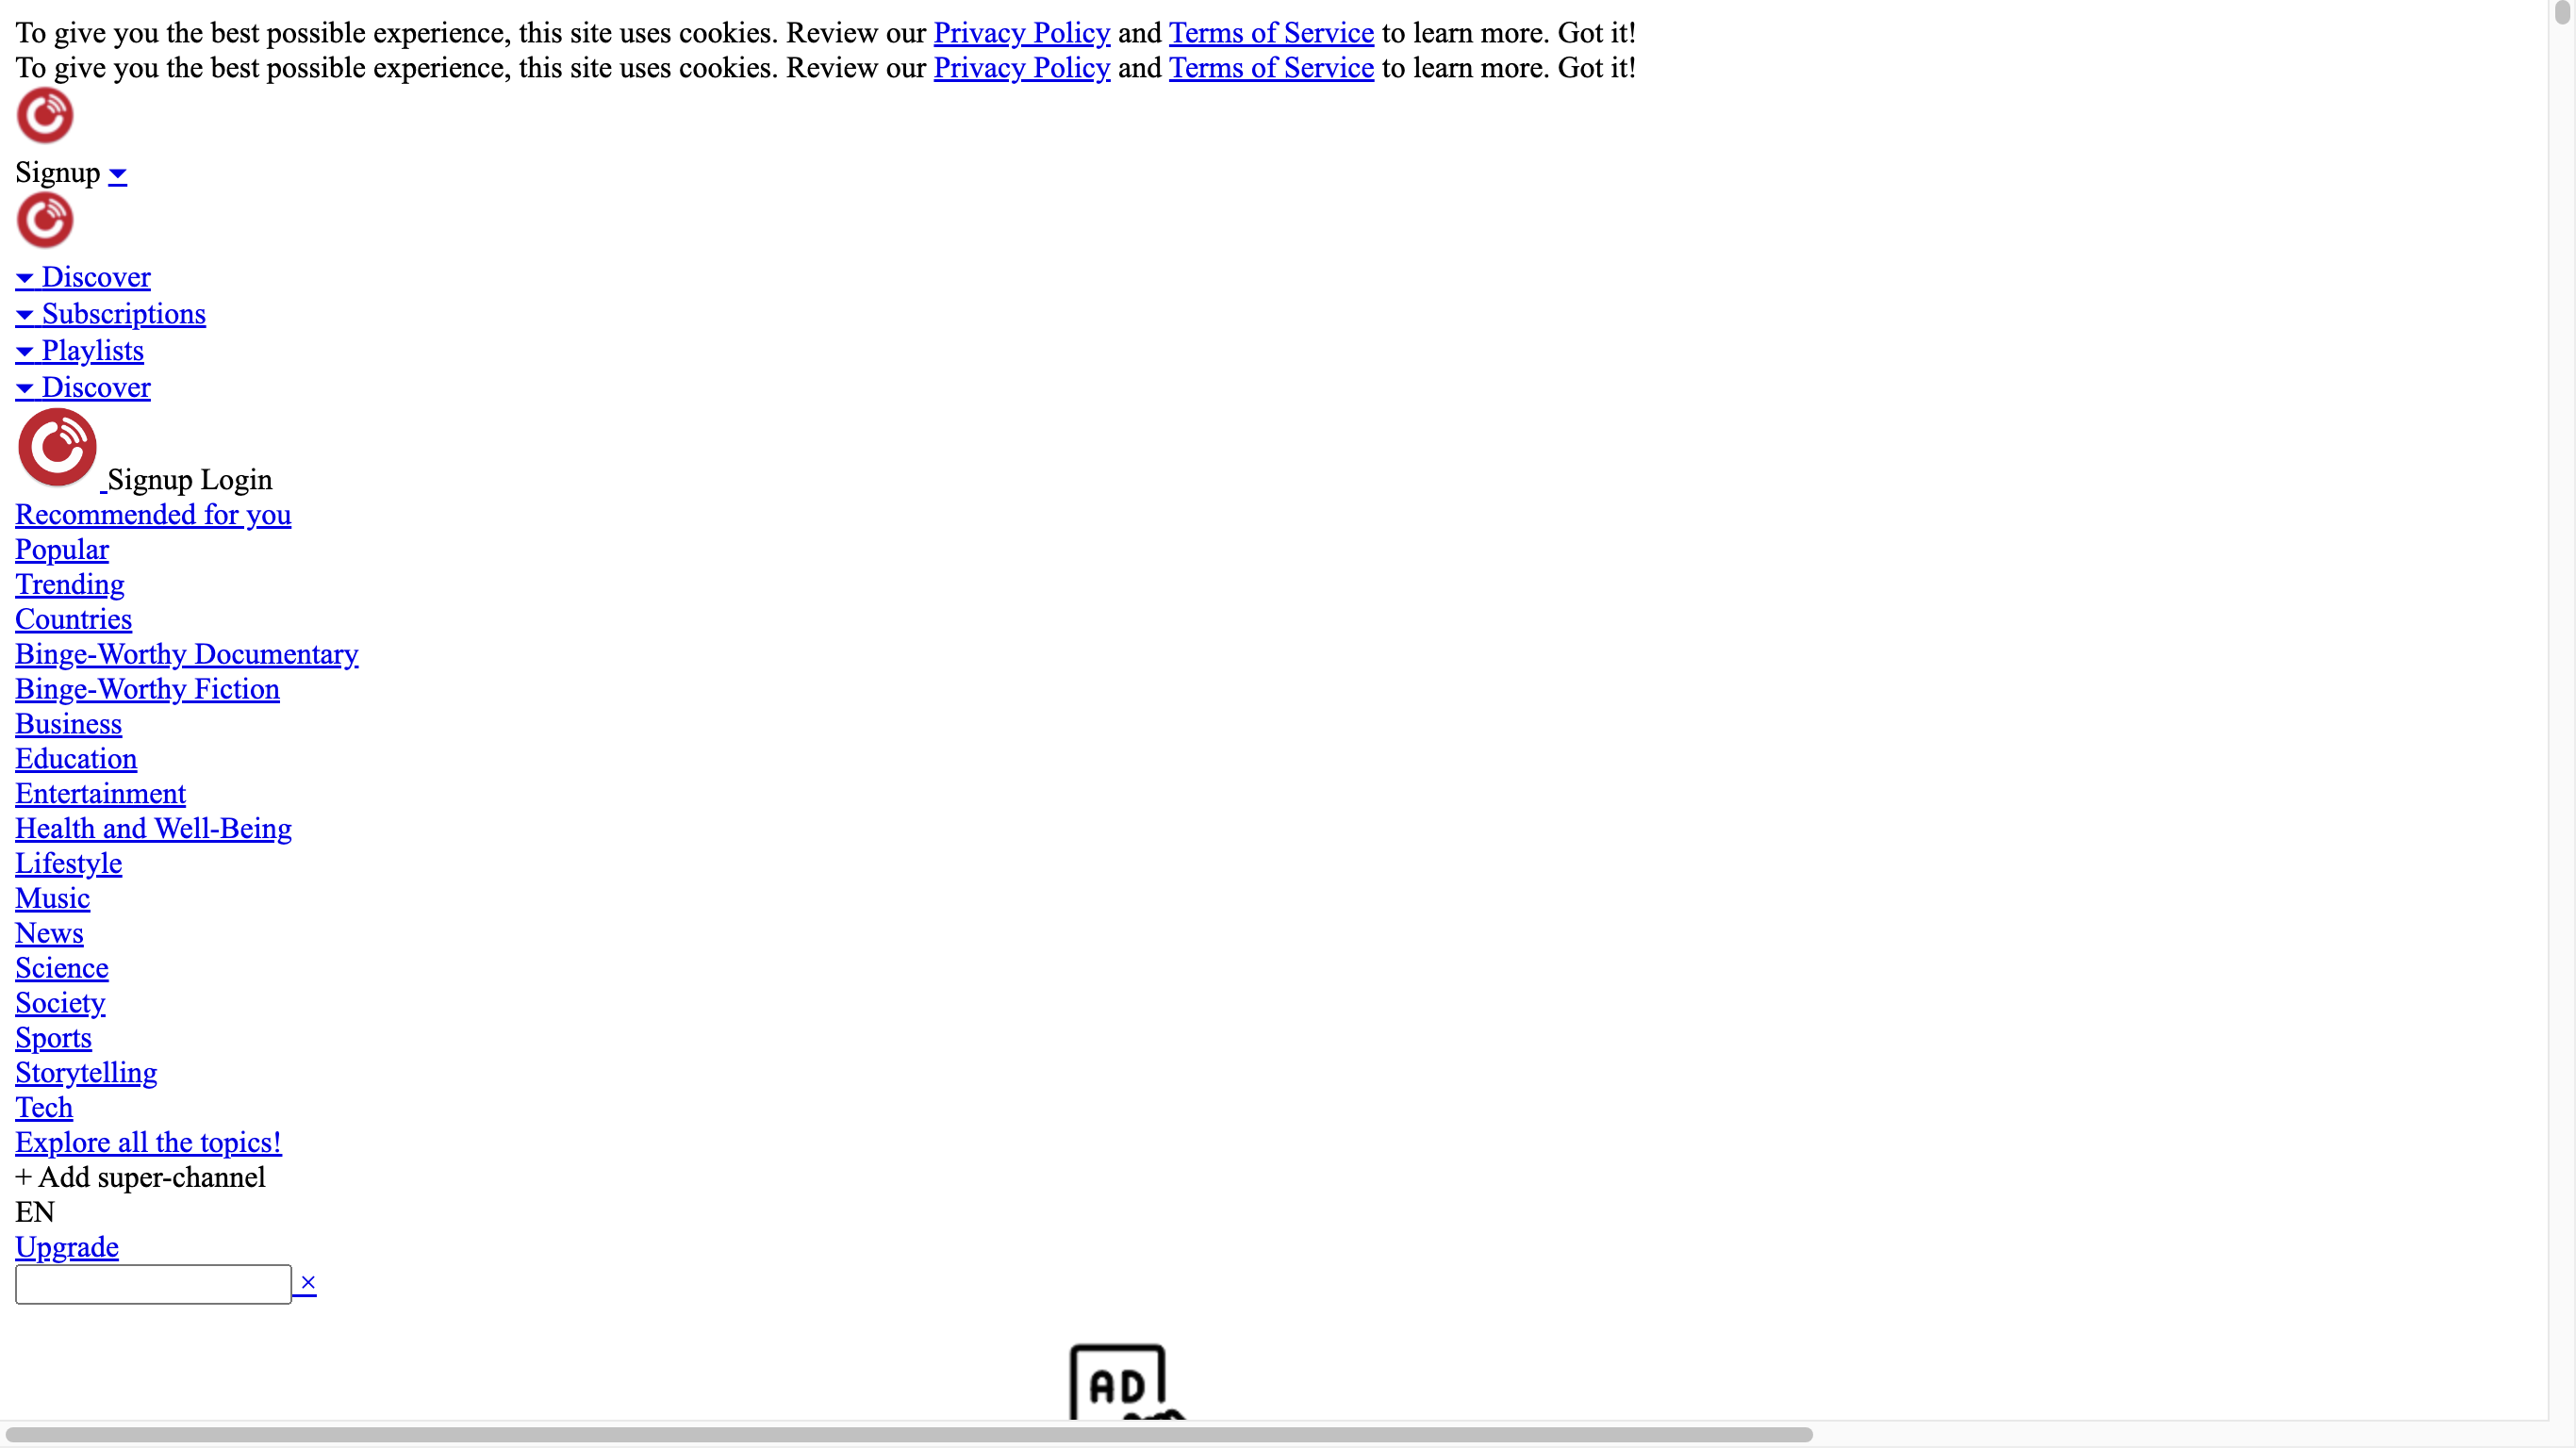 To give you the best possible experience, this site uses cookies. Review our Privacy Policy and Terms of Service to learn more. Got it!
To give you the best possible experience, this site uses cookies. Review our Privacy Policy and Terms of Service to learn more. Got it!
Signup
Discover
Subscriptions
Playlists
Discover
Signup Login
Recommended for you
Popular
Trending
Countries
Binge-Worthy Documentary
Binge-Worthy Fiction
Business
Education
Entertainment
Health and Well-Being
Lifestyle
Music
News
Science
Society
Sports
Storytelling
Tech
Explore all the topics!
+ Add super-channel
EN
Upgrade
×
AD